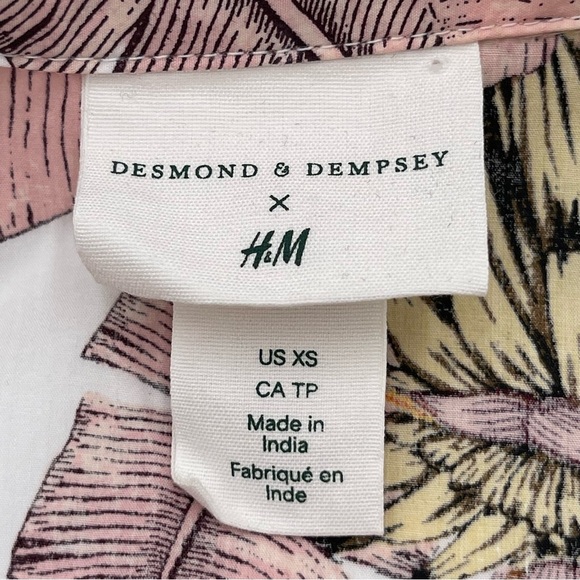 DESMOND & DEMPSEY
X
H&M
US XS
CA TP
Made in
India
Fabriqué en
Inde